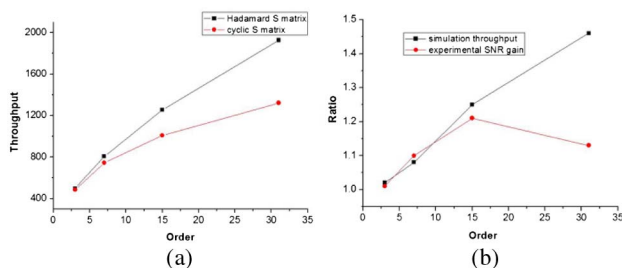 Hadamard S matrix
cyclic S matrix
2000
1600
1200
800
400
Throughput
0 5 10 15 20 25 30 35
Order
(a)
simulation throughput
experimental SNR gain
1.5
1.4
1.3
1.2
1.1
1.0
Ratio
0 5 10 15 20 25 30 35
Order
(b)